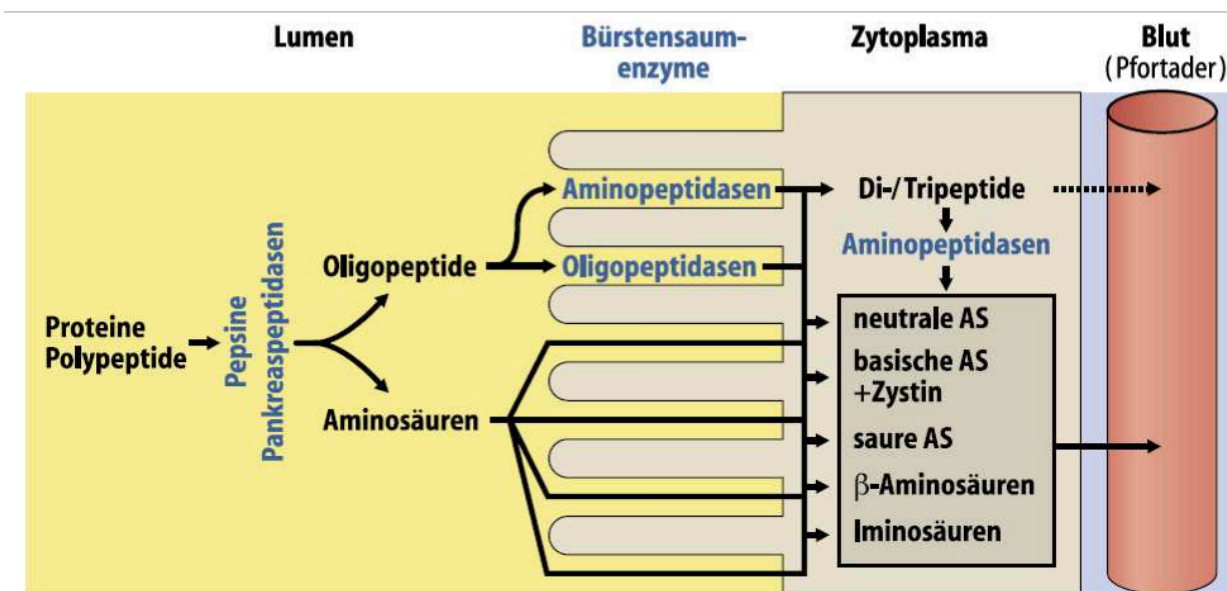 Lumen
Bürstensaum-
enzyme
Zytoplasma
Blut
(Pfortader)
Proteine
Polypeptide
Pepsine
Pankreaspeptidasen
Oligopeptide
Aminosäuren
Aminopeptidasen
Oligopeptidasen
Di-/Tripeptide
Aminopeptidasen
neutrale AS
basische AS
+Zystin
saure AS
β-Aminosäuren
Iminosäuren